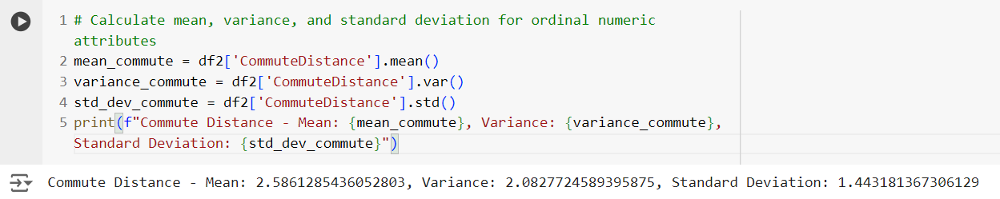 1 # Calculate mean, variance, and standard deviation for ordinal numeric
attributes
2 mean_commute = df2['CommuteDistance'].mean()
3 variance_commute = df2['CommuteDistance'].var()
4 std_dev_commute = df2['CommuteDistance'].std()
5 print(f"Commute Distance - Mean: {mean_commute}, Variance: {variance_commute},
Standard Deviation: {std_dev_commute}")
Commute Distance - Mean: 2.5861285436052803, Variance: 2.0827724589395875, Standard Deviation: 1.443181367306129